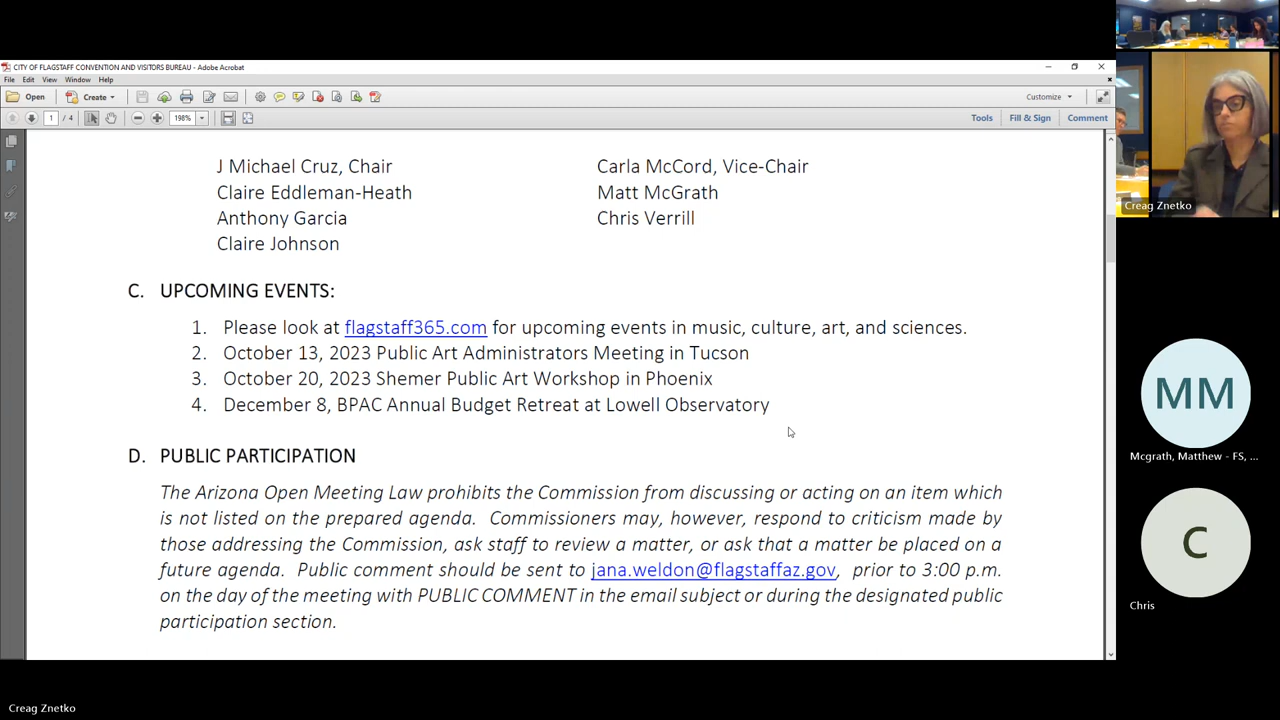 CITY OF FLAGSTAFF CONVENTION AND VISITORS BUREAU - Adobe Acrobat
File Edit View Window Help
Open Create Customize
1 / 4 198% Tools Fill & Sign Comment
J Michael Cruz, Chair Carla McCord, Vice-Chair
Claire Eddleman-Heath Matt McGrath
Anthony Garcia Chris Verrill
Claire Johnson
C. UPCOMING EVENTS:
1. Please look at flagstaff365.com for upcoming events in music, culture, art, and sciences.
2. October 13, 2023 Public Art Administrators Meeting in Tucson
3. October 20, 2023 Shemer Public Art Workshop in Phoenix
4. December 8, BPAC Annual Budget Retreat at Lowell Observatory
D. PUBLIC PARTICIPATION
The Arizona Open Meeting Law prohibits the Commission from discussing or acting on an item which
is not listed on the prepared agenda. Commissioners may, however, respond to criticism made by
those addressing the Commission, ask staff to review a matter, or ask that a matter be placed on a
future agenda. Public comment should be sent to jana.weldon@flagstaffaz.gov, prior to 3:00 p.m.
on the day of the meeting with PUBLIC COMMENT in the email subject or during the designated public
participation section.
Creag Znetko
MM
Mcgrath, Matthew - FS, ...
C
Chris
Creag Znetko